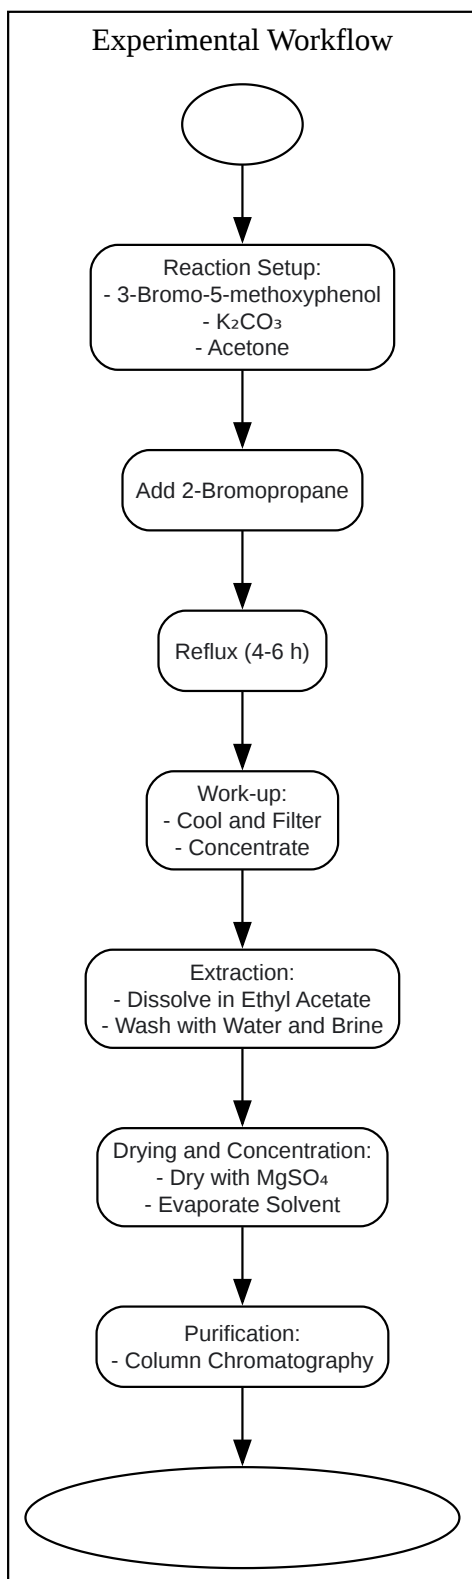 Experimental Workflow
Reaction Setup:
- 3-Bromo-5-methoxyphenol
- K₂CO₃
- Acetone
Add 2-Bromopropane
Reflux (4-6 h)
Work-up:
- Cool and Filter
- Concentrate
Extraction:
- Dissolve in Ethyl Acetate
- Wash with Water and Brine
Drying and Concentration:
- Dry with MgSO₄
- Evaporate Solvent
Purification:
- Column Chromatography